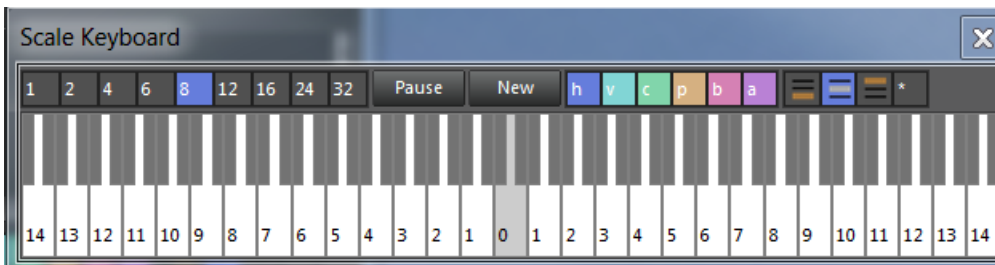 Scale Keyboard X
1 2 4 6 8 12 16 24 32 Pause New h v c p b a *
14 13 12 11 10 9 8 7 6 5 4 3 2 1 0 1 2 3 4 5 6 7 8 9 10 11 12 13 14